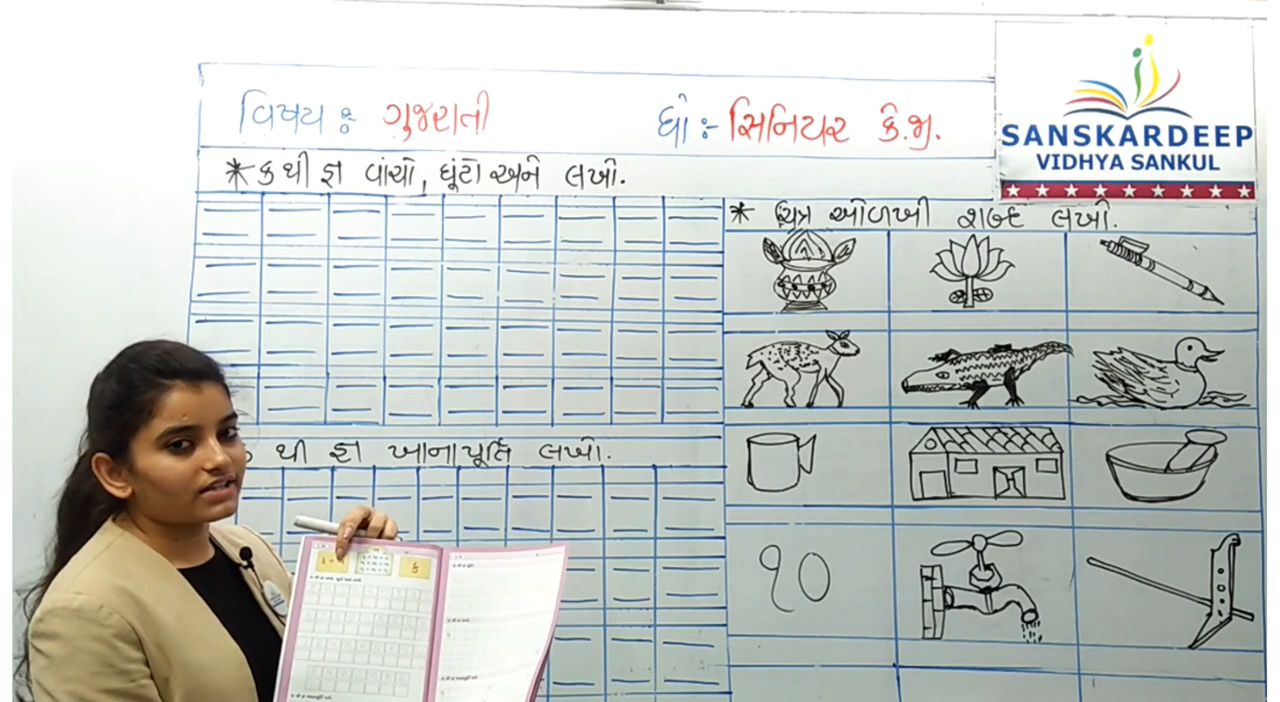 વિષય : ગુજરાતી
ધો :- સિનિયર કે.જી.
SANSKARDEEP
VIDHYA SANKUL
* ક થી જ્ઞ વાંચો, ઘૂંટો અને લખો.
* ચિત્ર ઓળખી શબ્દ લખો.
થી જ્ઞ ખાનાપૂર્તિ લખો.
૧૦
ક